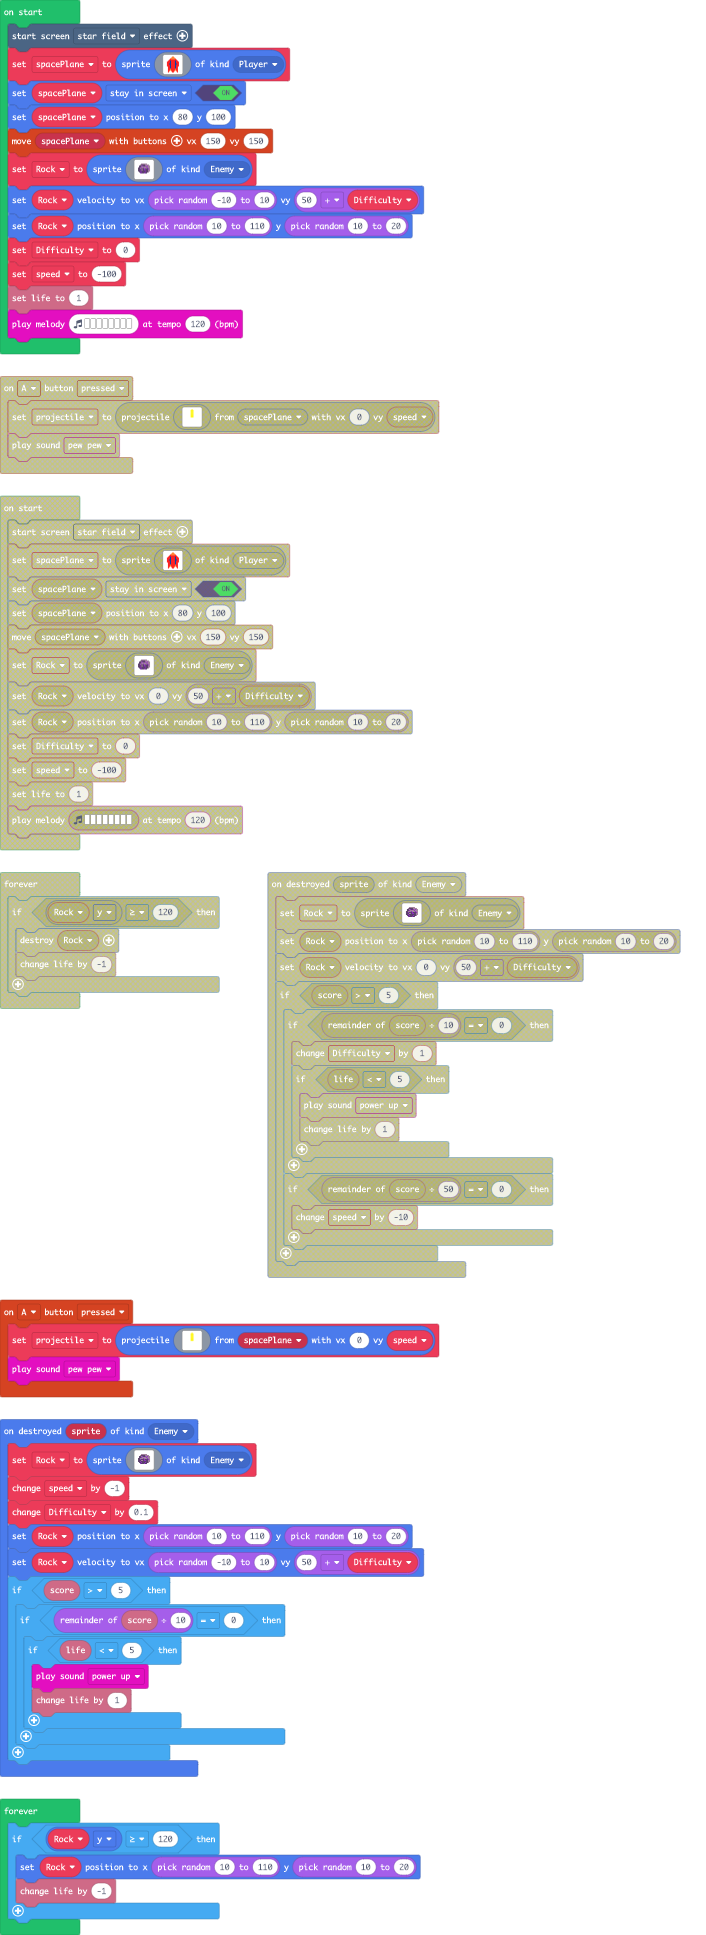 on start
start screen star field effect
set spacePlane to sprite of kind Player
set spacePlane stay in screen ON
set spacePlane position to x 80 y 100
move spacePlane with buttons vx 150 vy 150
set Rock to sprite of kind Enemy
set Rock velocity to vx pick random -10 to 10 vy 50 + Difficulty
set Rock position to x pick random 10 to 110 y pick random 10 to 20
set Difficulty to 0
set speed to -100
set life to 1
play melody at tempo 120 (bpm)
on A button pressed
set projectile to projectile from spacePlane with vx 0 vy speed
play sound pew pew
on start
start screen star field effect
set spacePlane to sprite of kind Player
set spacePlane stay in screen ON
set spacePlane position to x 80 y 100
move spacePlane with buttons vx 150 vy 150
set Rock to sprite of kind Enemy
set Rock velocity to vx 0 vy 50 + Difficulty
set Rock position to x pick random 10 to 110 y pick random 10 to 20
set Difficulty to 0
set speed to -100
set life to 1
play melody at tempo 120 (bpm)
forever
if Rock y ≥ 120 then
destroy Rock
change life by -1
on destroyed sprite of kind Enemy
set Rock to sprite of kind Enemy
set Rock position to x pick random 10 to 110 y pick random 10 to 20
set Rock velocity to vx 0 vy 50 + Difficulty
if score > 5 then
if remainder of score ÷ 10 = 0 then
change Difficulty by 1
if life < 5 then
play sound power up
change life by 1
if remainder of score ÷ 50 = 0 then
change speed by -10
on A button pressed
set projectile to projectile from spacePlane with vx 0 vy speed
play sound pew pew
on destroyed sprite of kind Enemy
set Rock to sprite of kind Enemy
change speed by -1
change Difficulty by 0.1
set Rock position to x pick random 10 to 110 y pick random 10 to 20
set Rock velocity to vx pick random -10 to 10 vy 50 + Difficulty
if score > 5 then
if remainder of score ÷ 10 = 0 then
if life < 5 then
play sound power up
change life by 1
forever
if Rock y ≥ 120 then
set Rock position to x pick random 10 to 110 y pick random 10 to 20
change life by -1